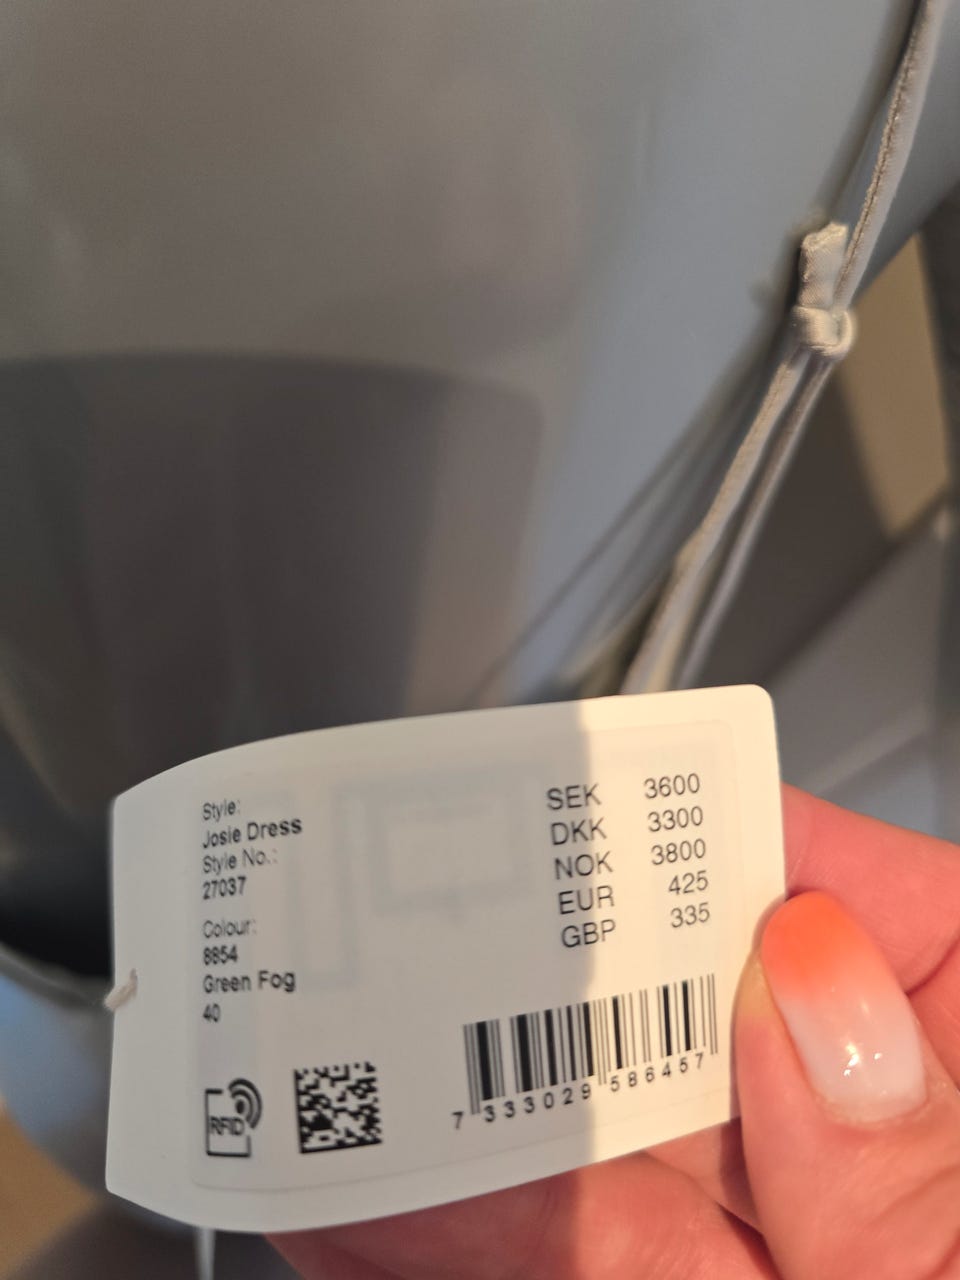 Style:
Josie Dress
Style No.:
27037
Colour:
8854
Green Fog
40
SEK 3600
DKK 3300
NOK 3800
EUR 425
GBP 335
RFID
7 333029 586457